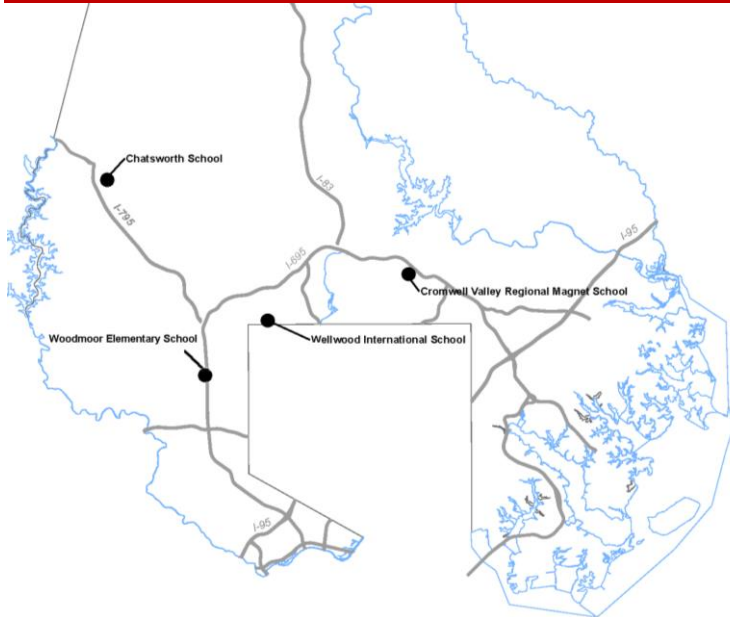 Chatsworth School
I-83
I-795
I-95
I-695
Cromwell Valley Regional Magnet School
Woodmoor Elementary School
Wellwood International School
I-95